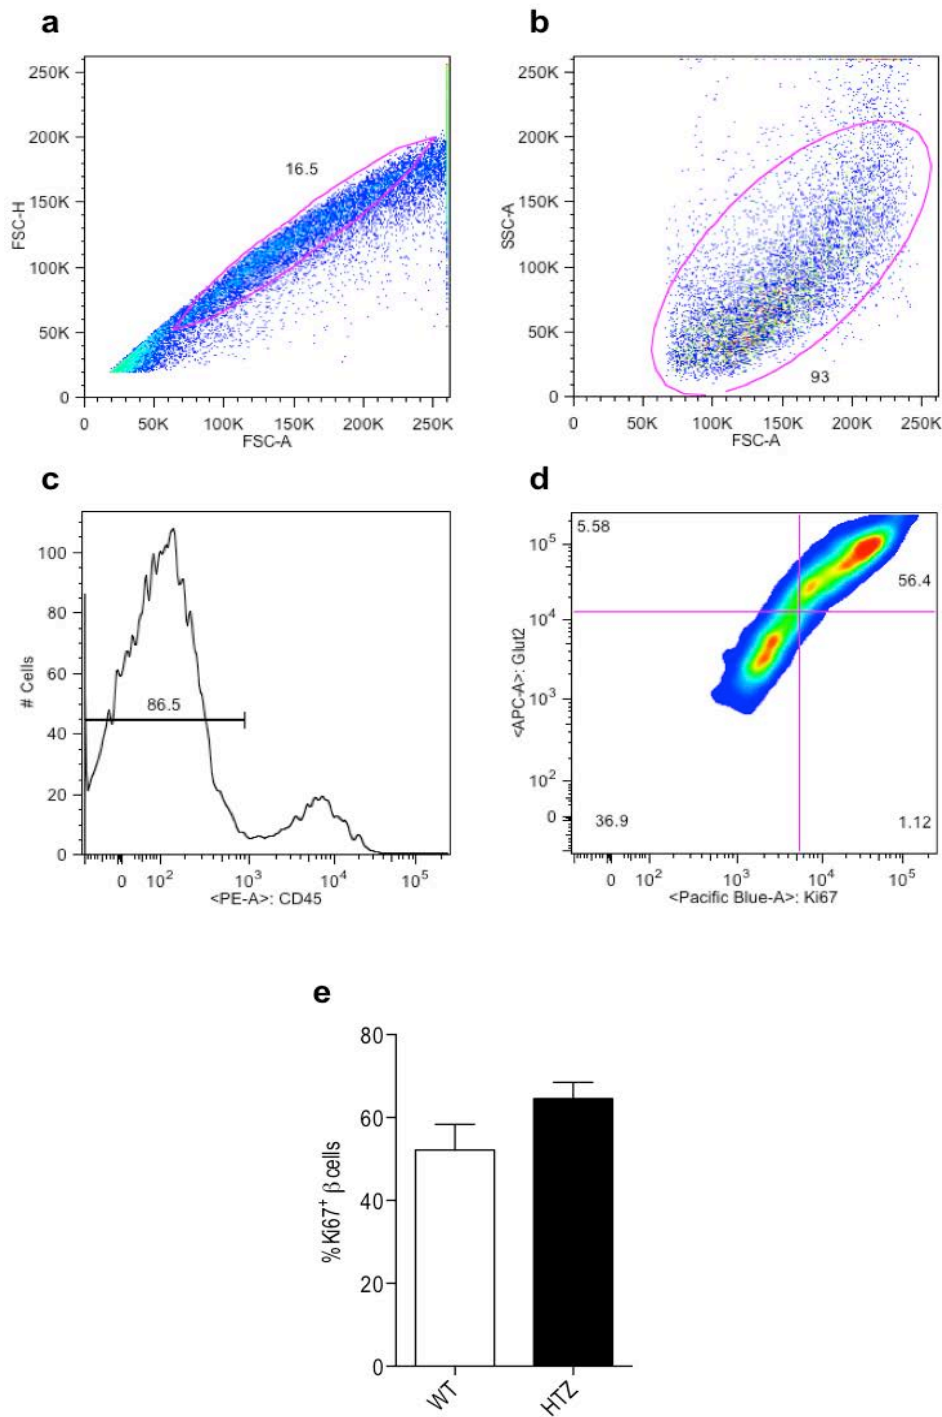 a
250K
200K
150K
100K
50K
0
FSC-H
16.5
0 50K 100K 150K 200K 250K
FSC-A
b
250K
200K
150K
100K
50K
0
SSC-A
93
0 50K 100K 150K 200K 250K
FSC-A
c
100
80
60
40
20
0
# Cells
86.5
0 10² 10³ 10⁴ 10⁵
<PE-A>: CD45
d
5.58
56.4
36.9
1.12
10⁵
10⁴
10³
10²
0
<APC-A>: Glut2
0 10² 10³ 10⁴ 10⁵
<Pacific Blue-A>: Ki67
e
80
60
40
20
0
% Ki67⁺ β cells
WT
HTZ